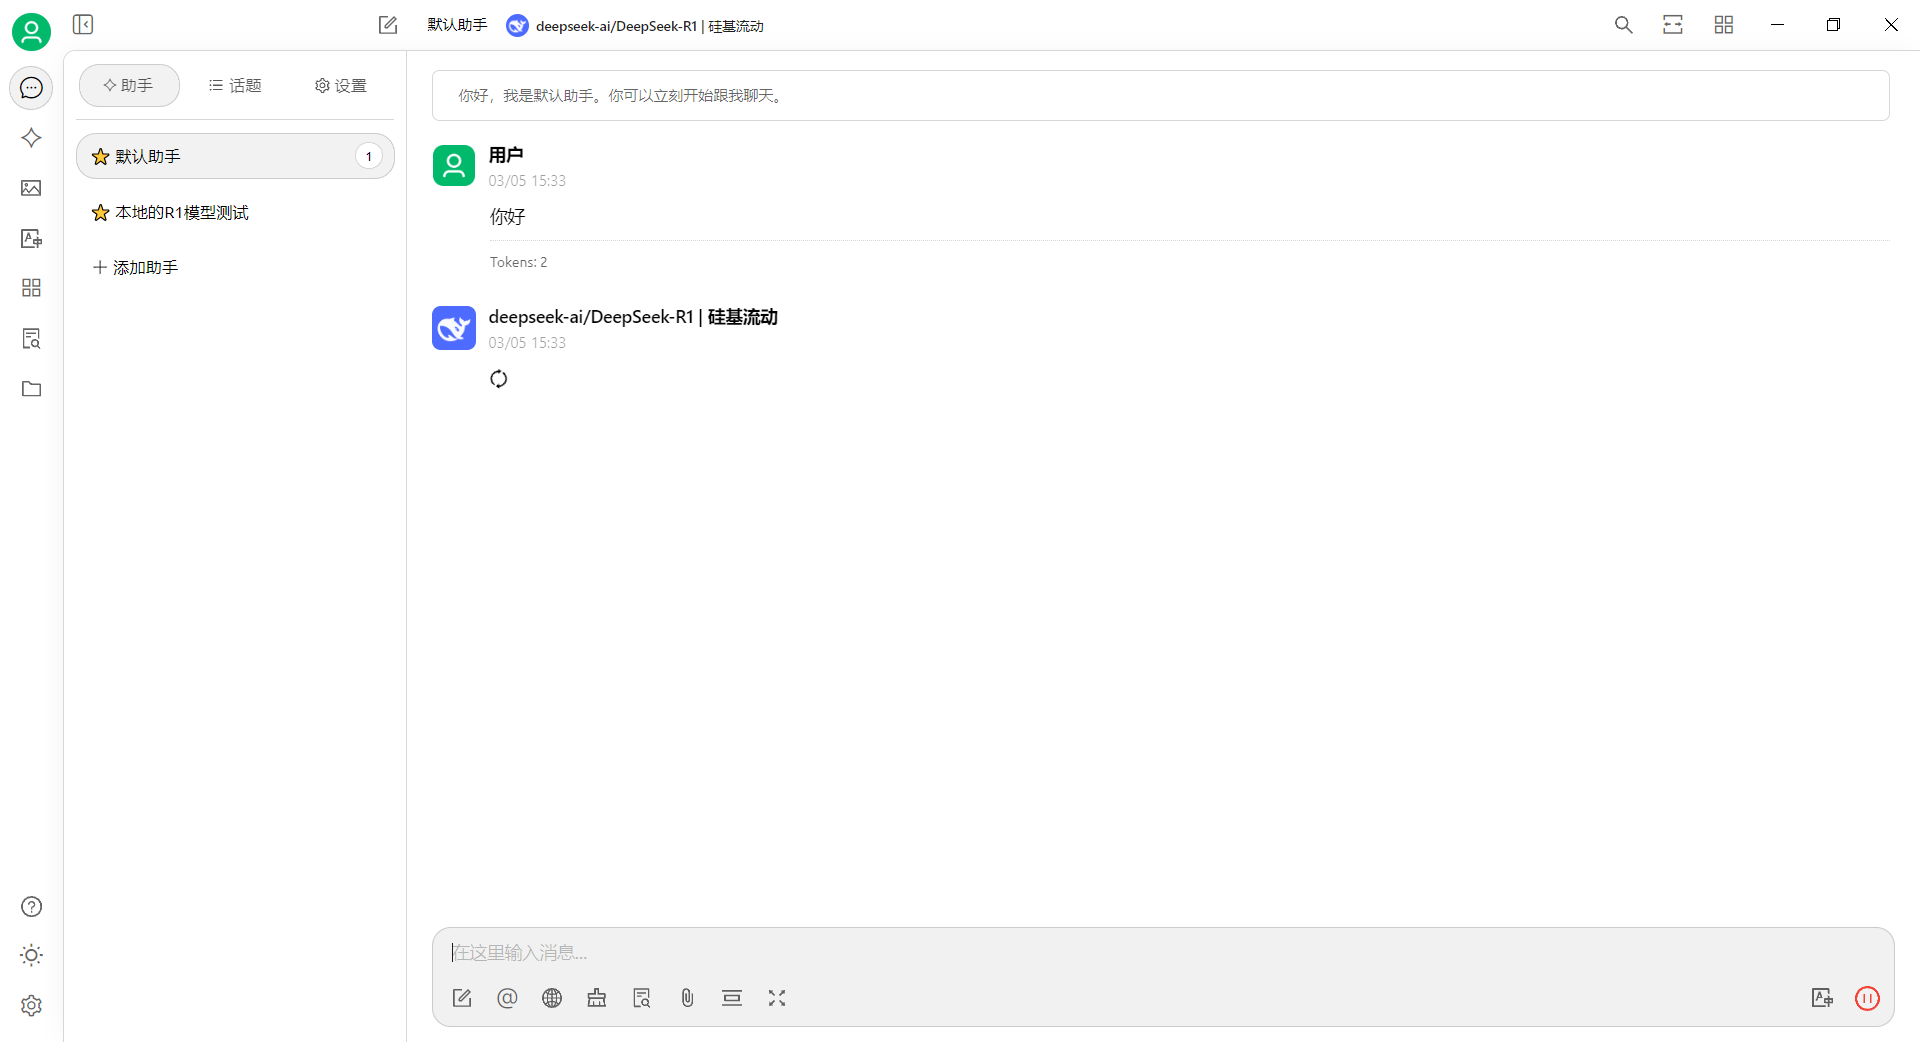 默认助手
deepseek-ai/DeepSeek-R1 | 硅基流动
助手
话题
设置
默认助手
1
本地的R1模型测试
添加助手
你好，我是默认助手。你可以立刻开始跟我聊天。
用户
03/05 15:33
你好
Tokens: 2
deepseek-ai/DeepSeek-R1 | 硅基流动
03/05 15:33
在这里输入消息...